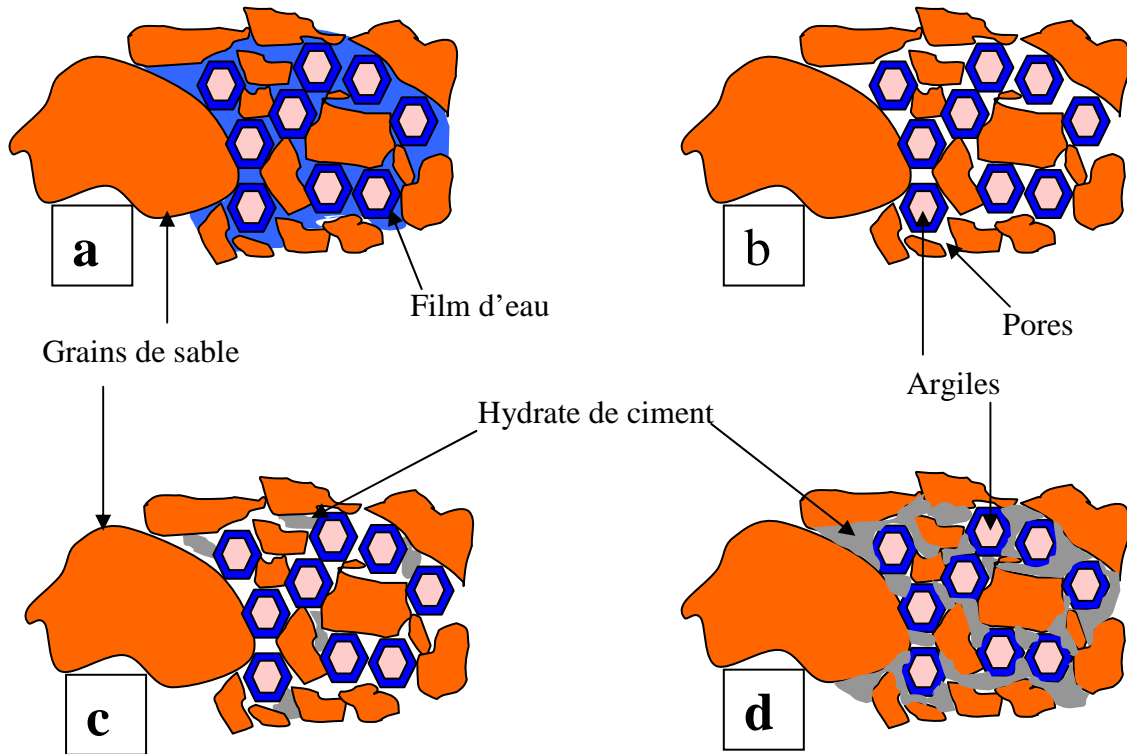 a
b
Film d’eau
Pores
Grains de sable
Argiles
Hydrate de ciment
c
d